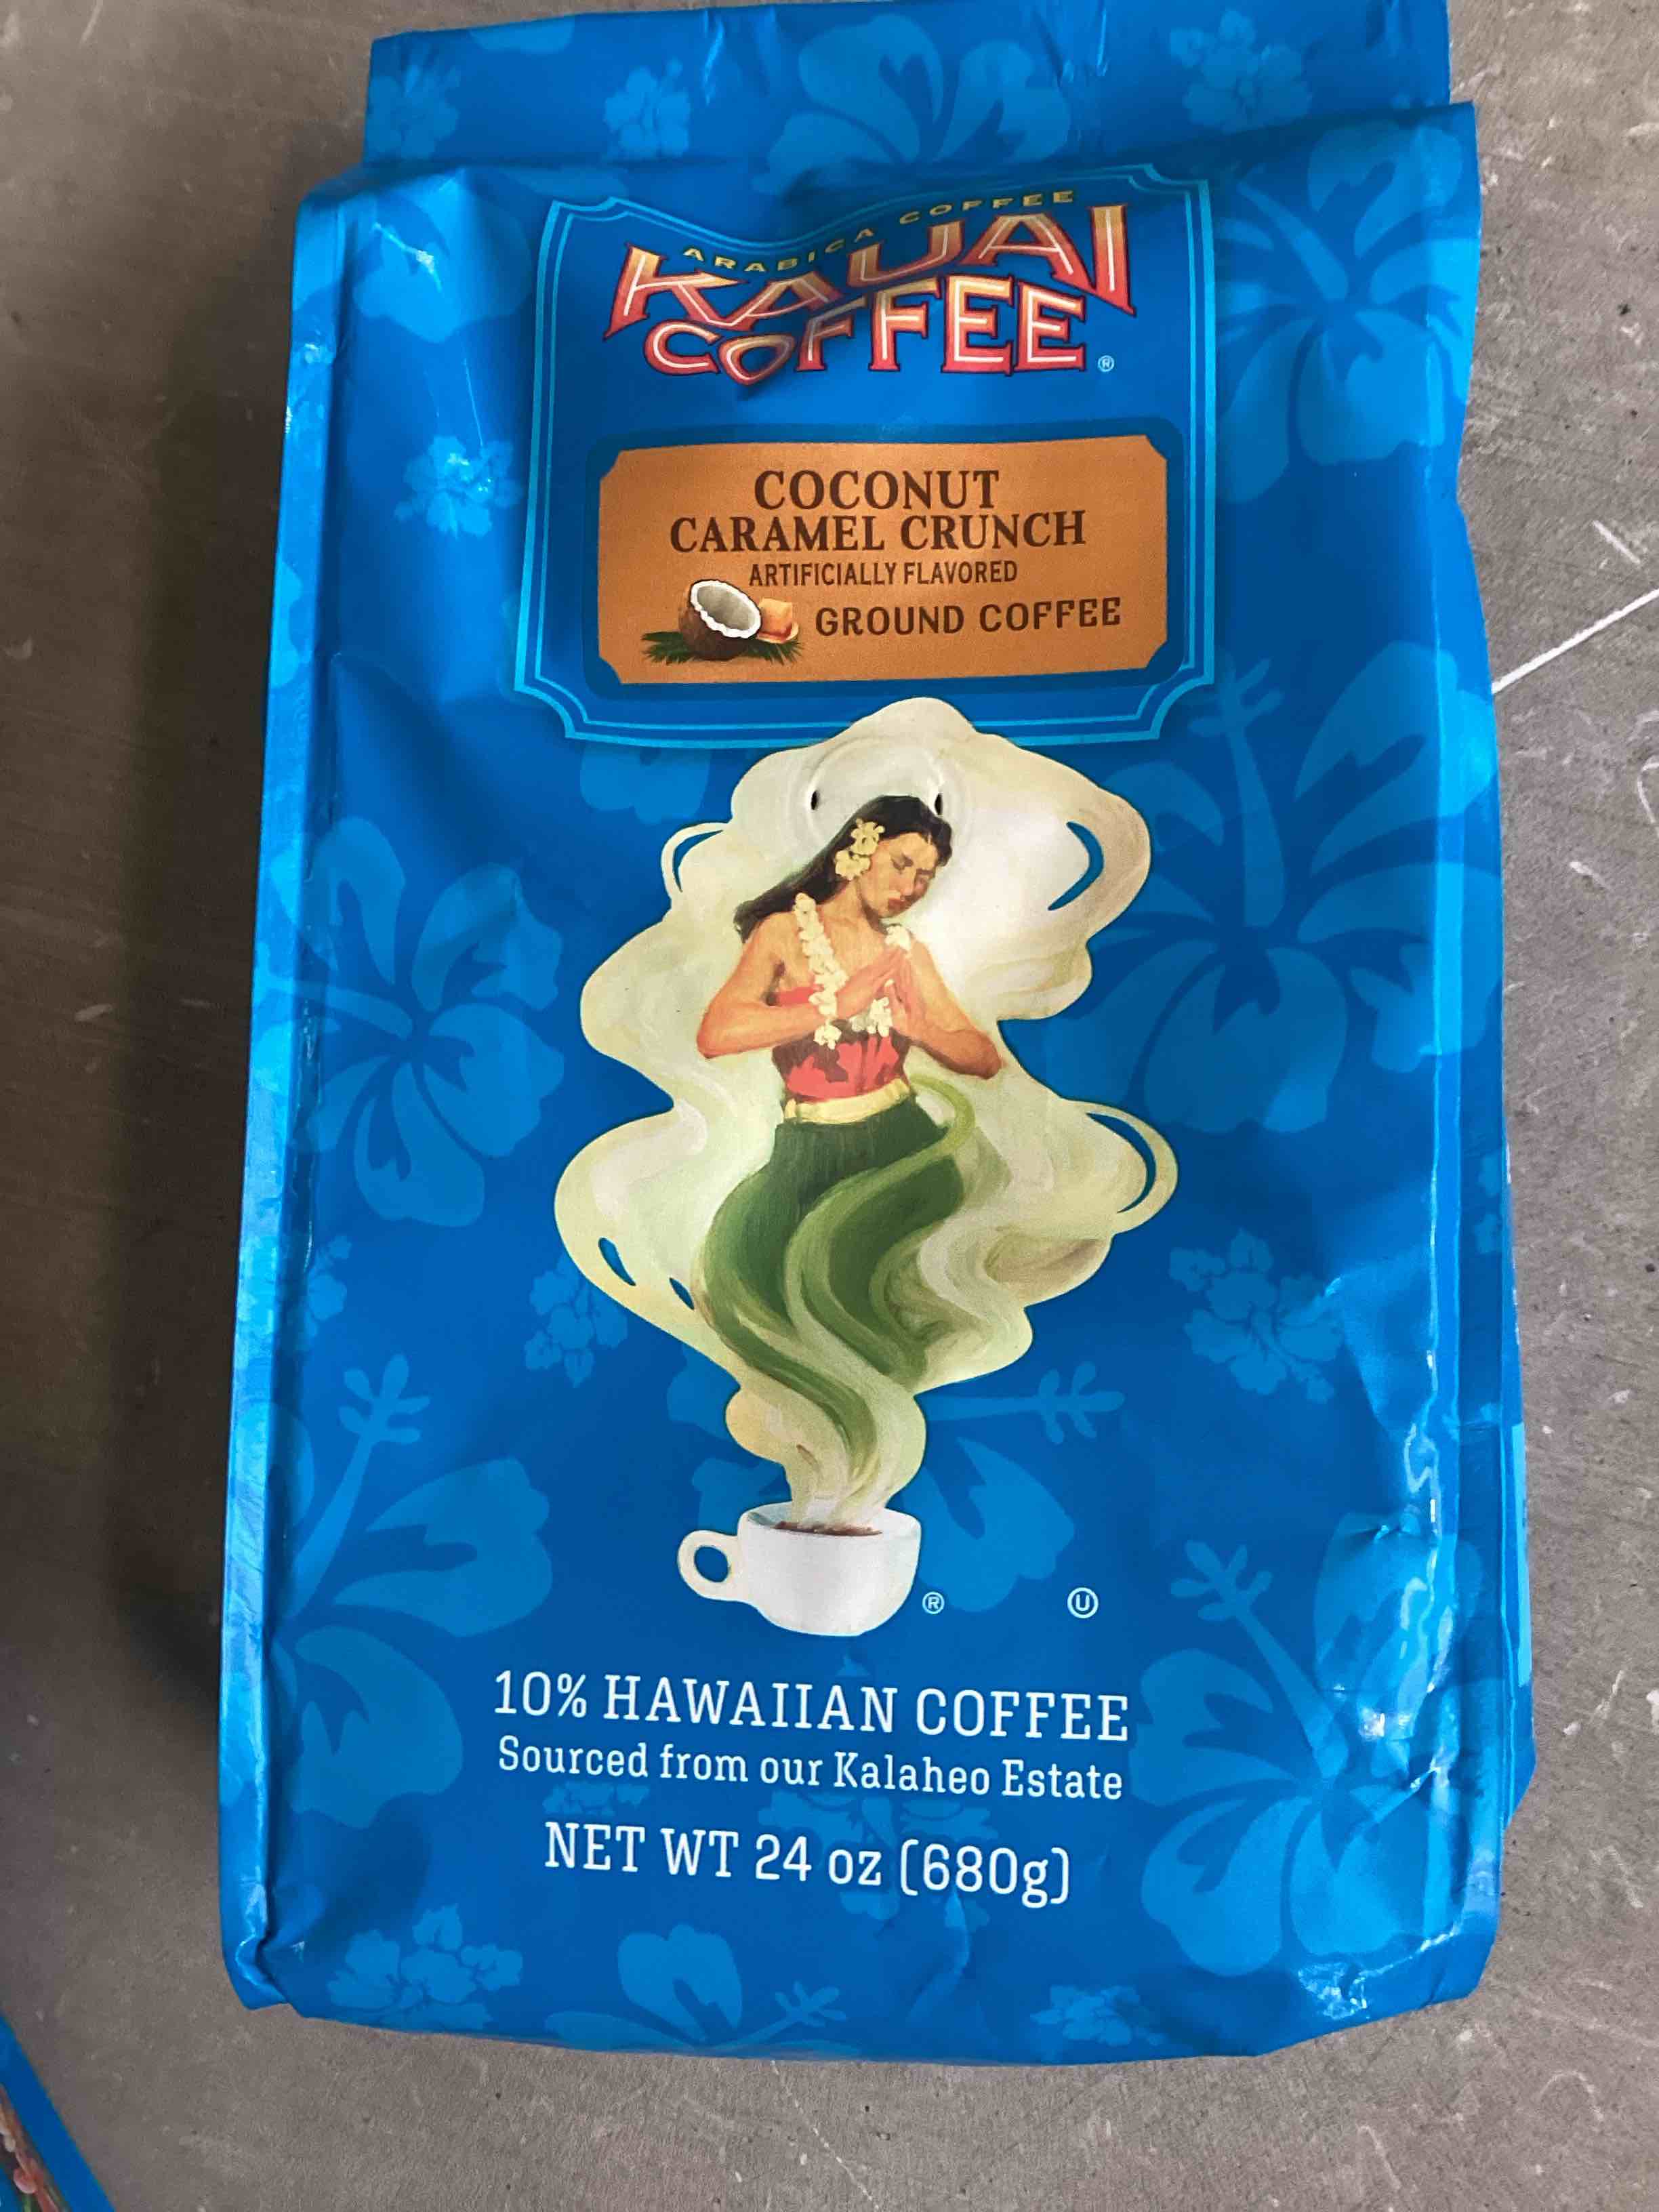 ARABICA COFFEE
KAUAI
COFFEE®
COCONUT
CARAMEL CRUNCH
ARTIFICIALLY FLAVORED
GROUND COFFEE
® Ⓤ
10% HAWAIIAN COFFEE
Sourced from our Kalaheo Estate
NET WT 24 oz (680g)